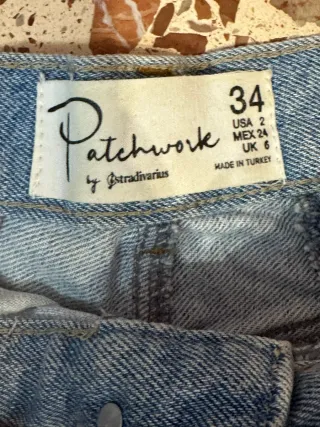 Patchwork
by stradivarius
34
USA 2
MEX 24
UK 6
MADE IN TURKEY